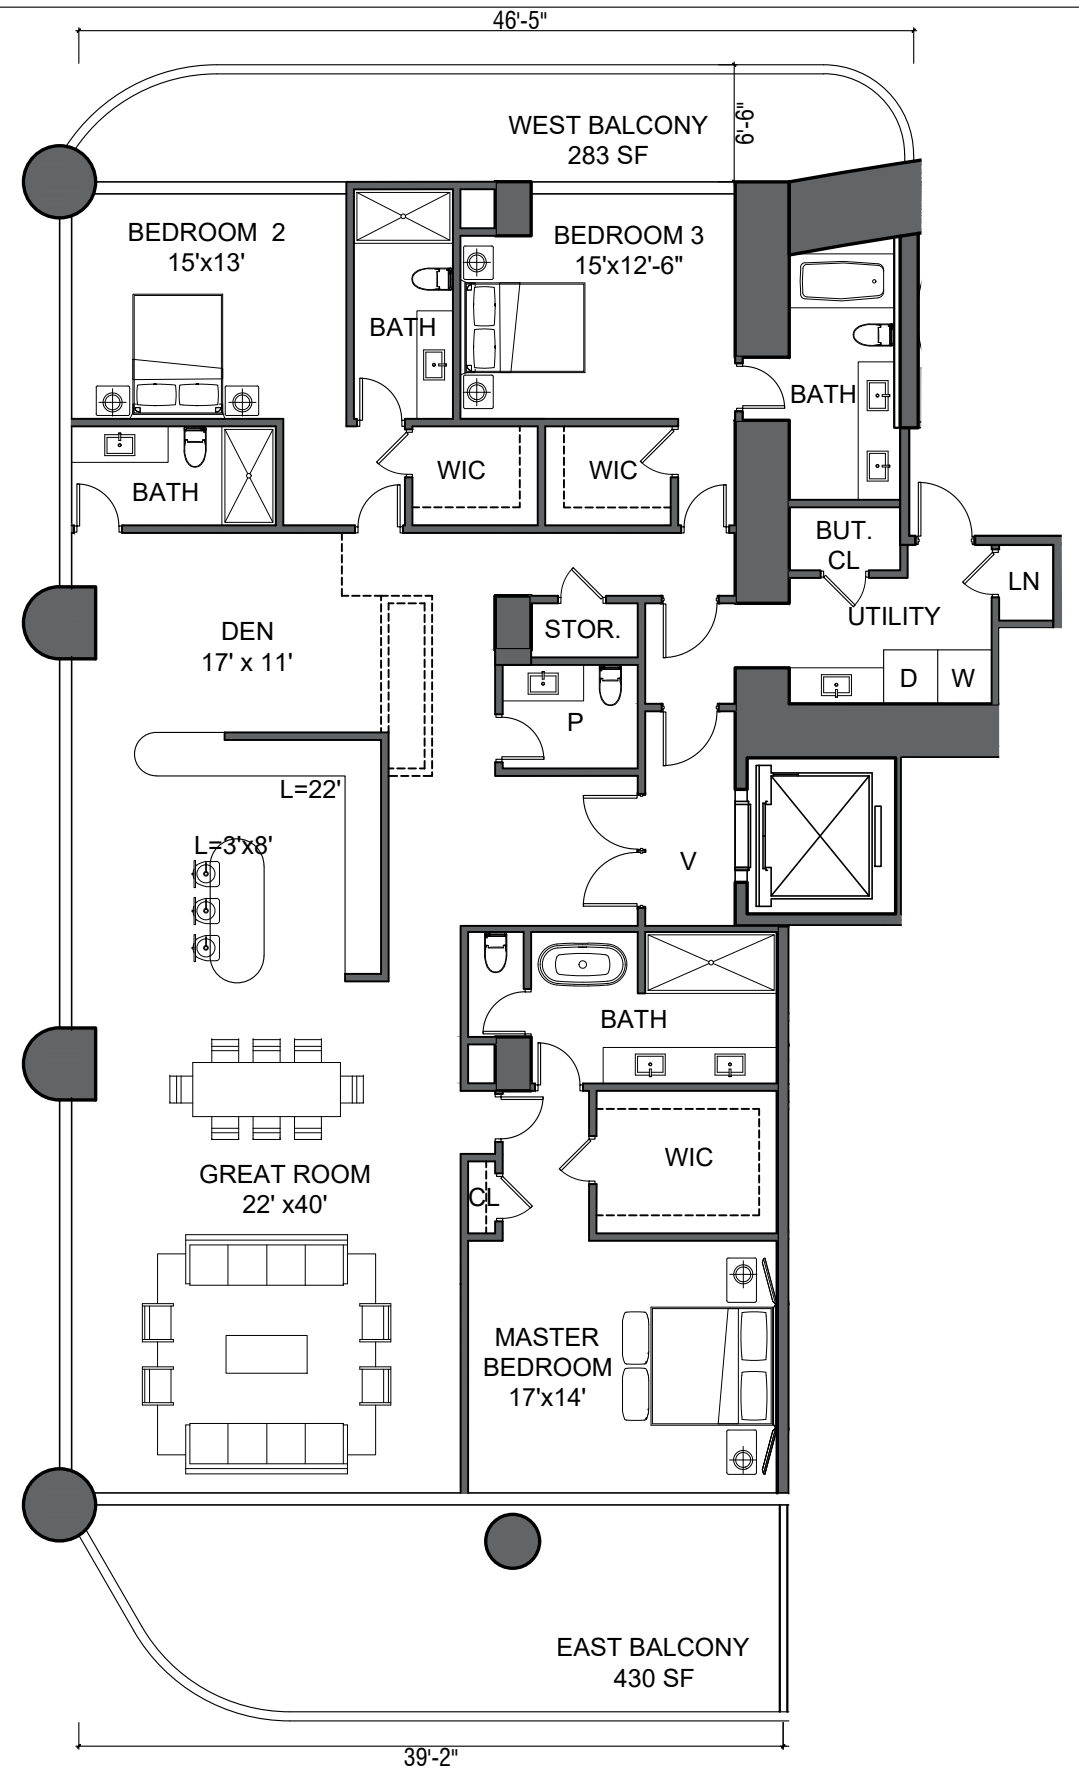 46'-5"
6'-6"
WEST BALCONY
283 SF
BEDROOM 2
15'x13'
BEDROOM 3
15'x12'-6"
BATH
BATH
BATH
WIC
WIC
BUT.
CL
LN
UTILITY
DEN
17' x 11'
STOR.
D
W
P
L=22'
L=3'x8'
V
BATH
WIC
GREAT ROOM
22' x40'
CL
MASTER
BEDROOM
17'x14'
EAST BALCONY
430 SF
39'-2"